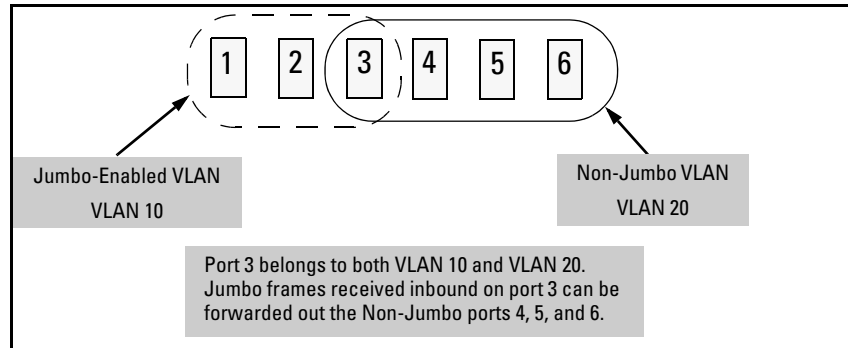 1 2 3 4 5 6
Jumbo-Enabled VLAN
VLAN 10
Non-Jumbo VLAN
VLAN 20
Port 3 belongs to both VLAN 10 and VLAN 20.
Jumbo frames received inbound on port 3 can be
forwarded out the Non-Jumbo ports 4, 5, and 6.